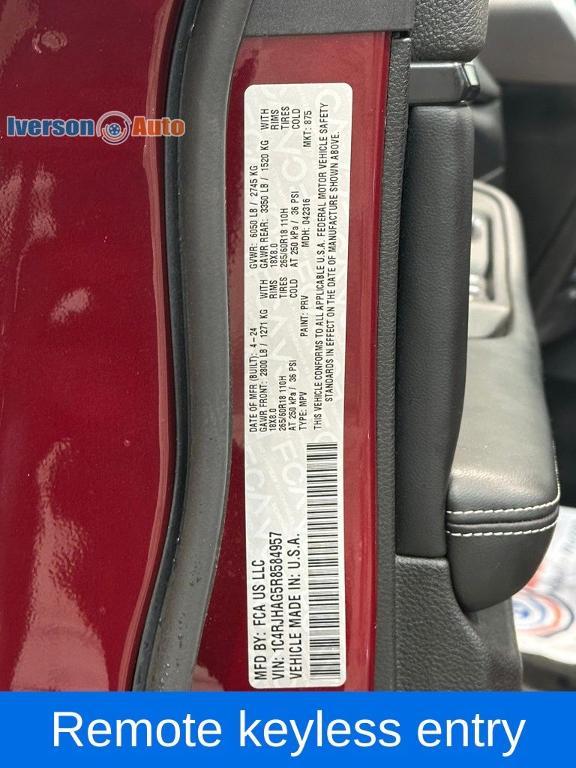 Iverson Auto
MFD BY: FCA US LLC
DATE OF MFR (BUILT): 4-24
GVWR: 6050 LB / 2745 KG
GAWR FRONT: 2800 LB / 1271 KG WITH
GAWR REAR: 3350 LB / 1520 KG WITH
18X8.0 RIMS
18X8.0 RIMS
265/60R18 110H TIRES
265/60R18 110H TIRES
AT 250 kPa / 36 PSI COLD
AT 250 kPa / 36 PSI COLD
VIN: 1C4RJHAG5R8584957
TYPE: MPV
PAINT: PRV
MDH: 042316
MKT: 875
VEHICLE MADE IN: U.S.A.
THIS VEHICLE CONFORMS TO ALL APPLICABLE U.S.A. FEDERAL MOTOR VEHICLE SAFETY
STANDARDS IN EFFECT ON THE DATE OF MANUFACTURE SHOWN ABOVE.
Remote keyless entry